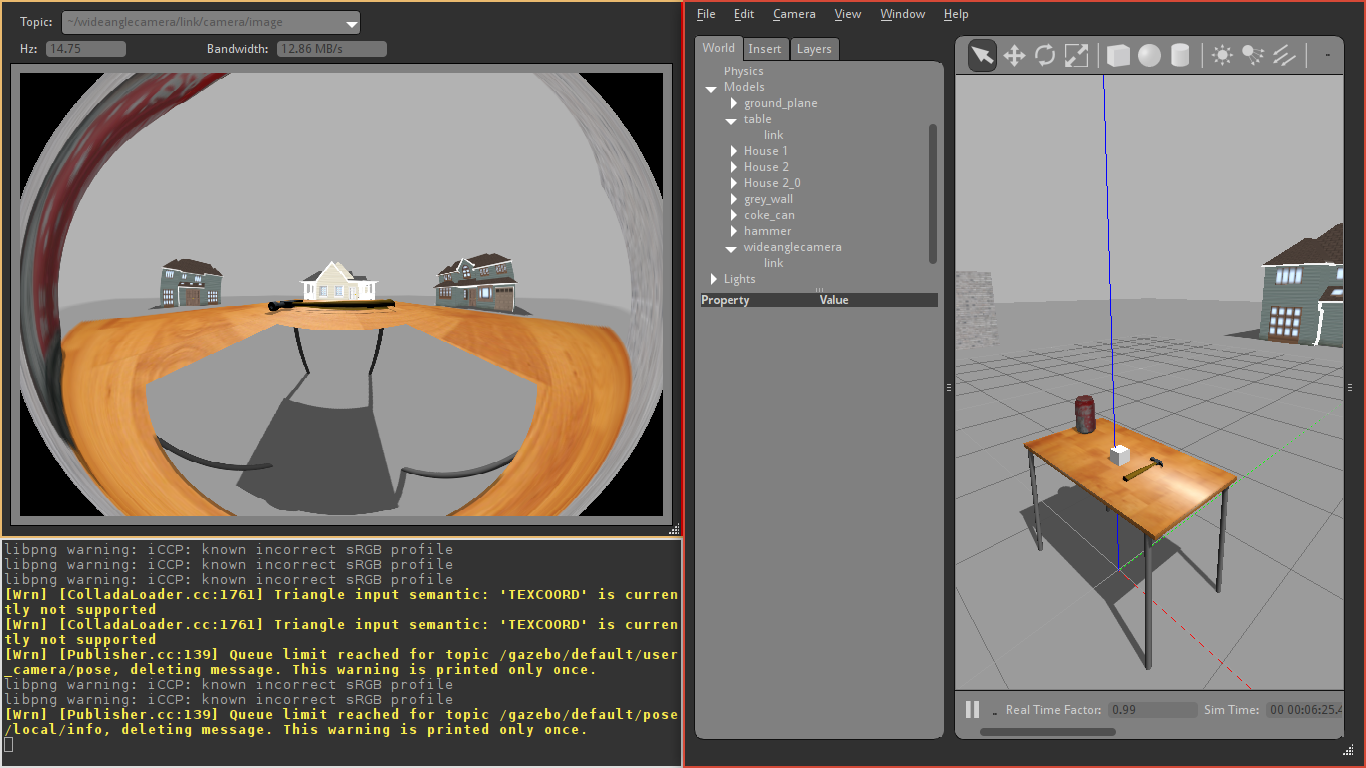 Topic: ~/wideanglecamera/link/camera/image
Hz: 14.75 Bandwidth: 12.86 MB/s
libpng warning: iCCP: known incorrect sRGB profile
libpng warning: iCCP: known incorrect sRGB profile
libpng warning: iCCP: known incorrect sRGB profile
[Wrn] [ColladaLoader.cc:1761] Triangle input semantic: 'TEXCOORD' is curren
tly not supported
[Wrn] [ColladaLoader.cc:1761] Triangle input semantic: 'TEXCOORD' is curren
tly not supported
[Wrn] [Publisher.cc:139] Queue limit reached for topic /gazebo/default/user
_camera/pose, deleting message. This warning is printed only once.
libpng warning: iCCP: known incorrect sRGB profile
libpng warning: iCCP: known incorrect sRGB profile
[Wrn] [Publisher.cc:139] Queue limit reached for topic /gazebo/default/pose
/local/info, deleting message. This warning is printed only once.
File Edit Camera View Window Help
World Insert Layers
Physics
Models
ground_plane
table
link
House 1
House 2
House 2_0
grey_wall
coke_can
hammer
wideanglecamera
link
Lights
Property Value
Real Time Factor: 0.99 Sim Time: 00 00:06:25.4